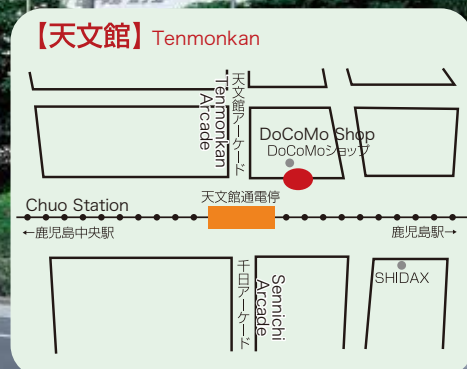 【天文館】 Tenmonkan
天文館アーケード
Tenmonkan
Arcade
DoCoMo Shop
DoCoMoショップ
天文館通電停
Chuo Station
←鹿児島中央駅
鹿児島駅→
千日アーケード
Sennichi
Arcade
SHIDAX